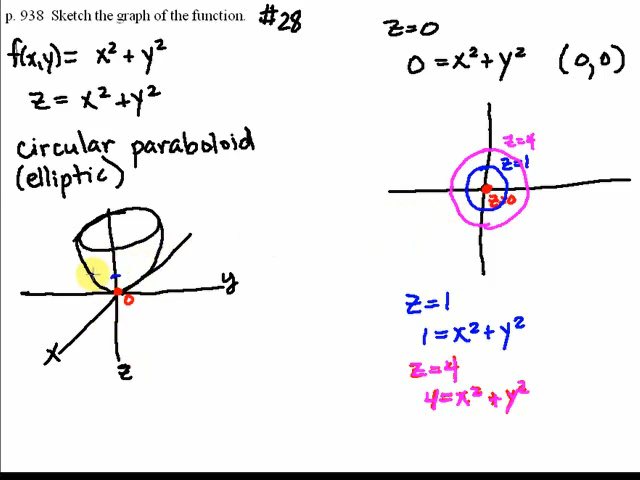 p. 938 Sketch the graph of the function. #28
f(x,y) = x² + y²
z = x² + y²
circular paraboloid
(elliptic)
y
0
x
z
z=0
0 = x² + y² (0,0)
z=4
z=1
z=0
z=1
1 = x² + y²
z=4
4 = x² + y²